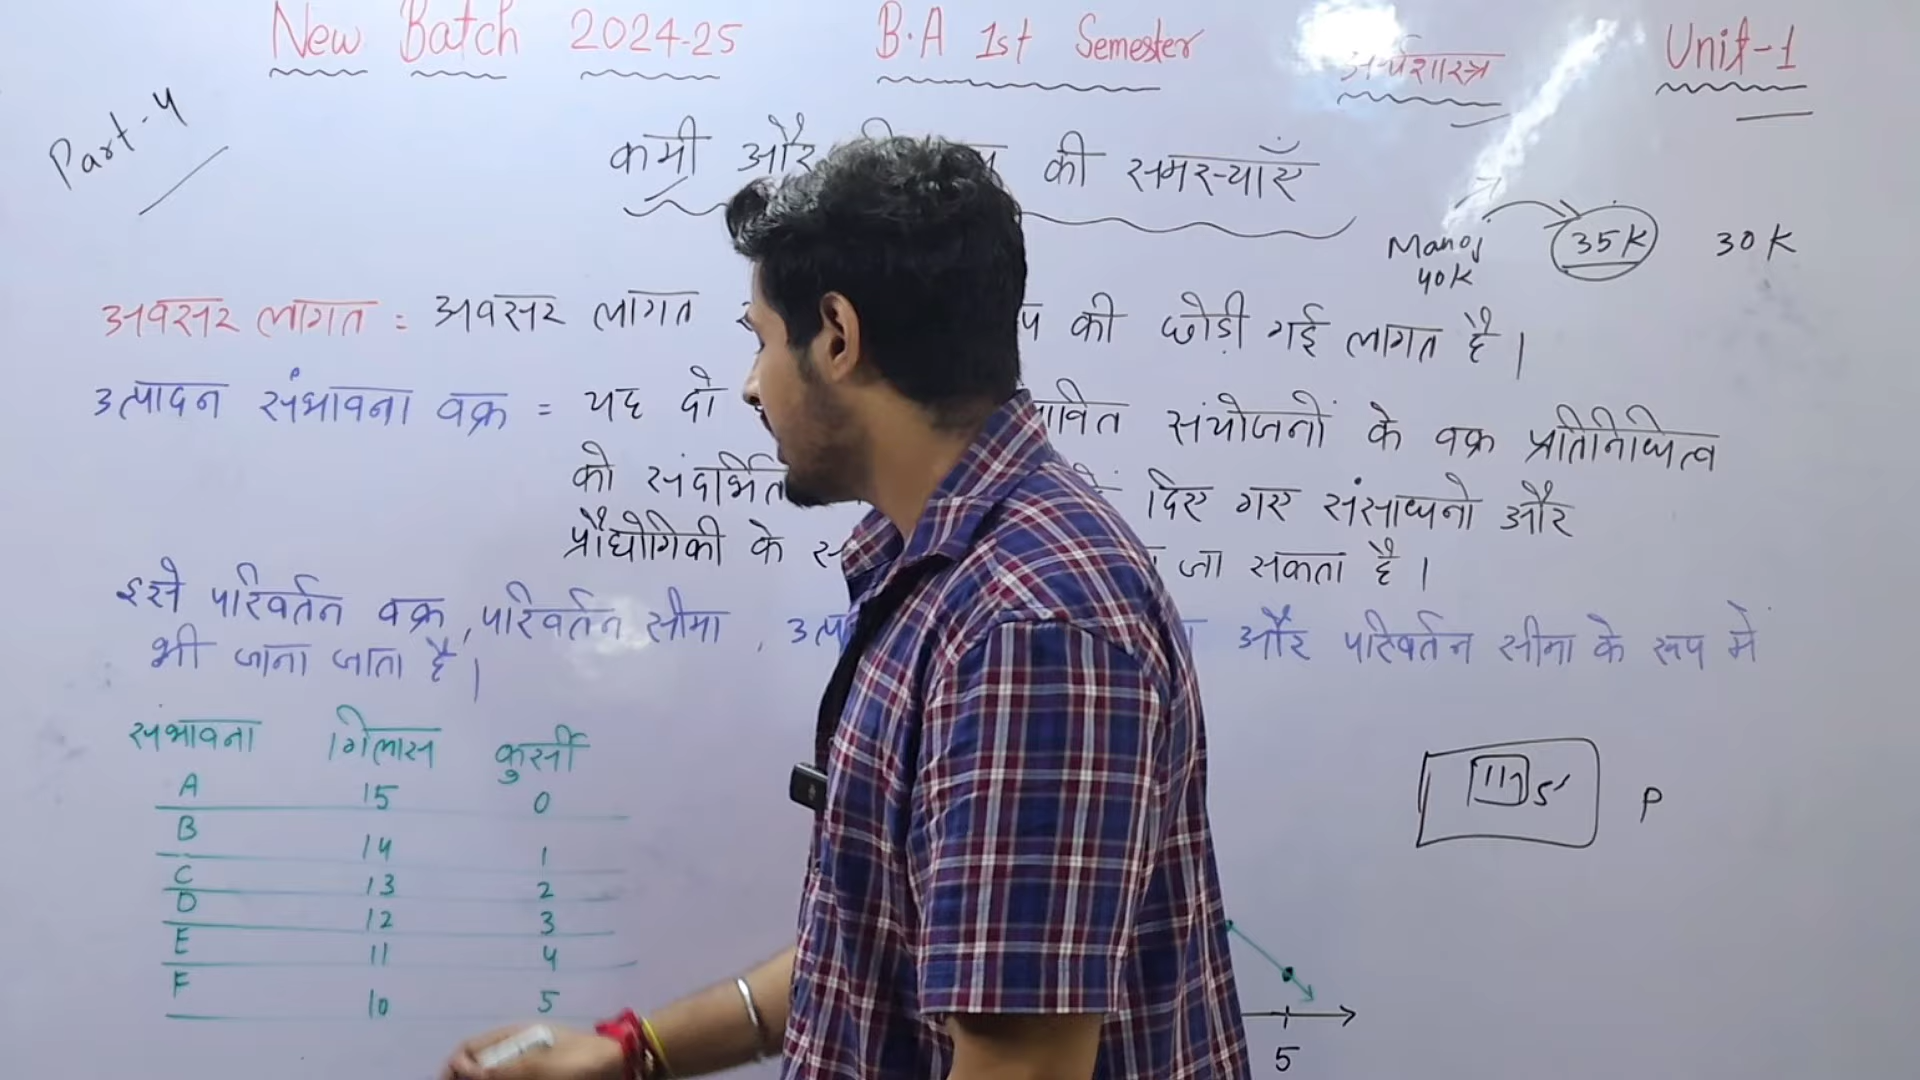 New Batch 2024-25 B.A 1st Semester अर्थशास्त्र Unit-1
Part-4
कमी और की समस्याएँ
Manoj 35K 30K
40K
अवसर लागत = अवसर लागत की छोड़ी गई लागत है।
उत्पादन संभावना वक्र = यह दो संयोजनों के वक्र प्रतिनिधित्व
को संदर्भित दिए गए संसाधनो और
प्रौद्योगिकी के जा सकता है।
इसे परिवर्तन वक्र, परिवर्तन सीमा, और परिवर्तन सीमा के रूप मे
भी जाना जाता है।
संभावना गिलास कुर्सी
A 15 0
B 14 1
C 13 2
D 12 3
E 11 4
F 10 5
P
5